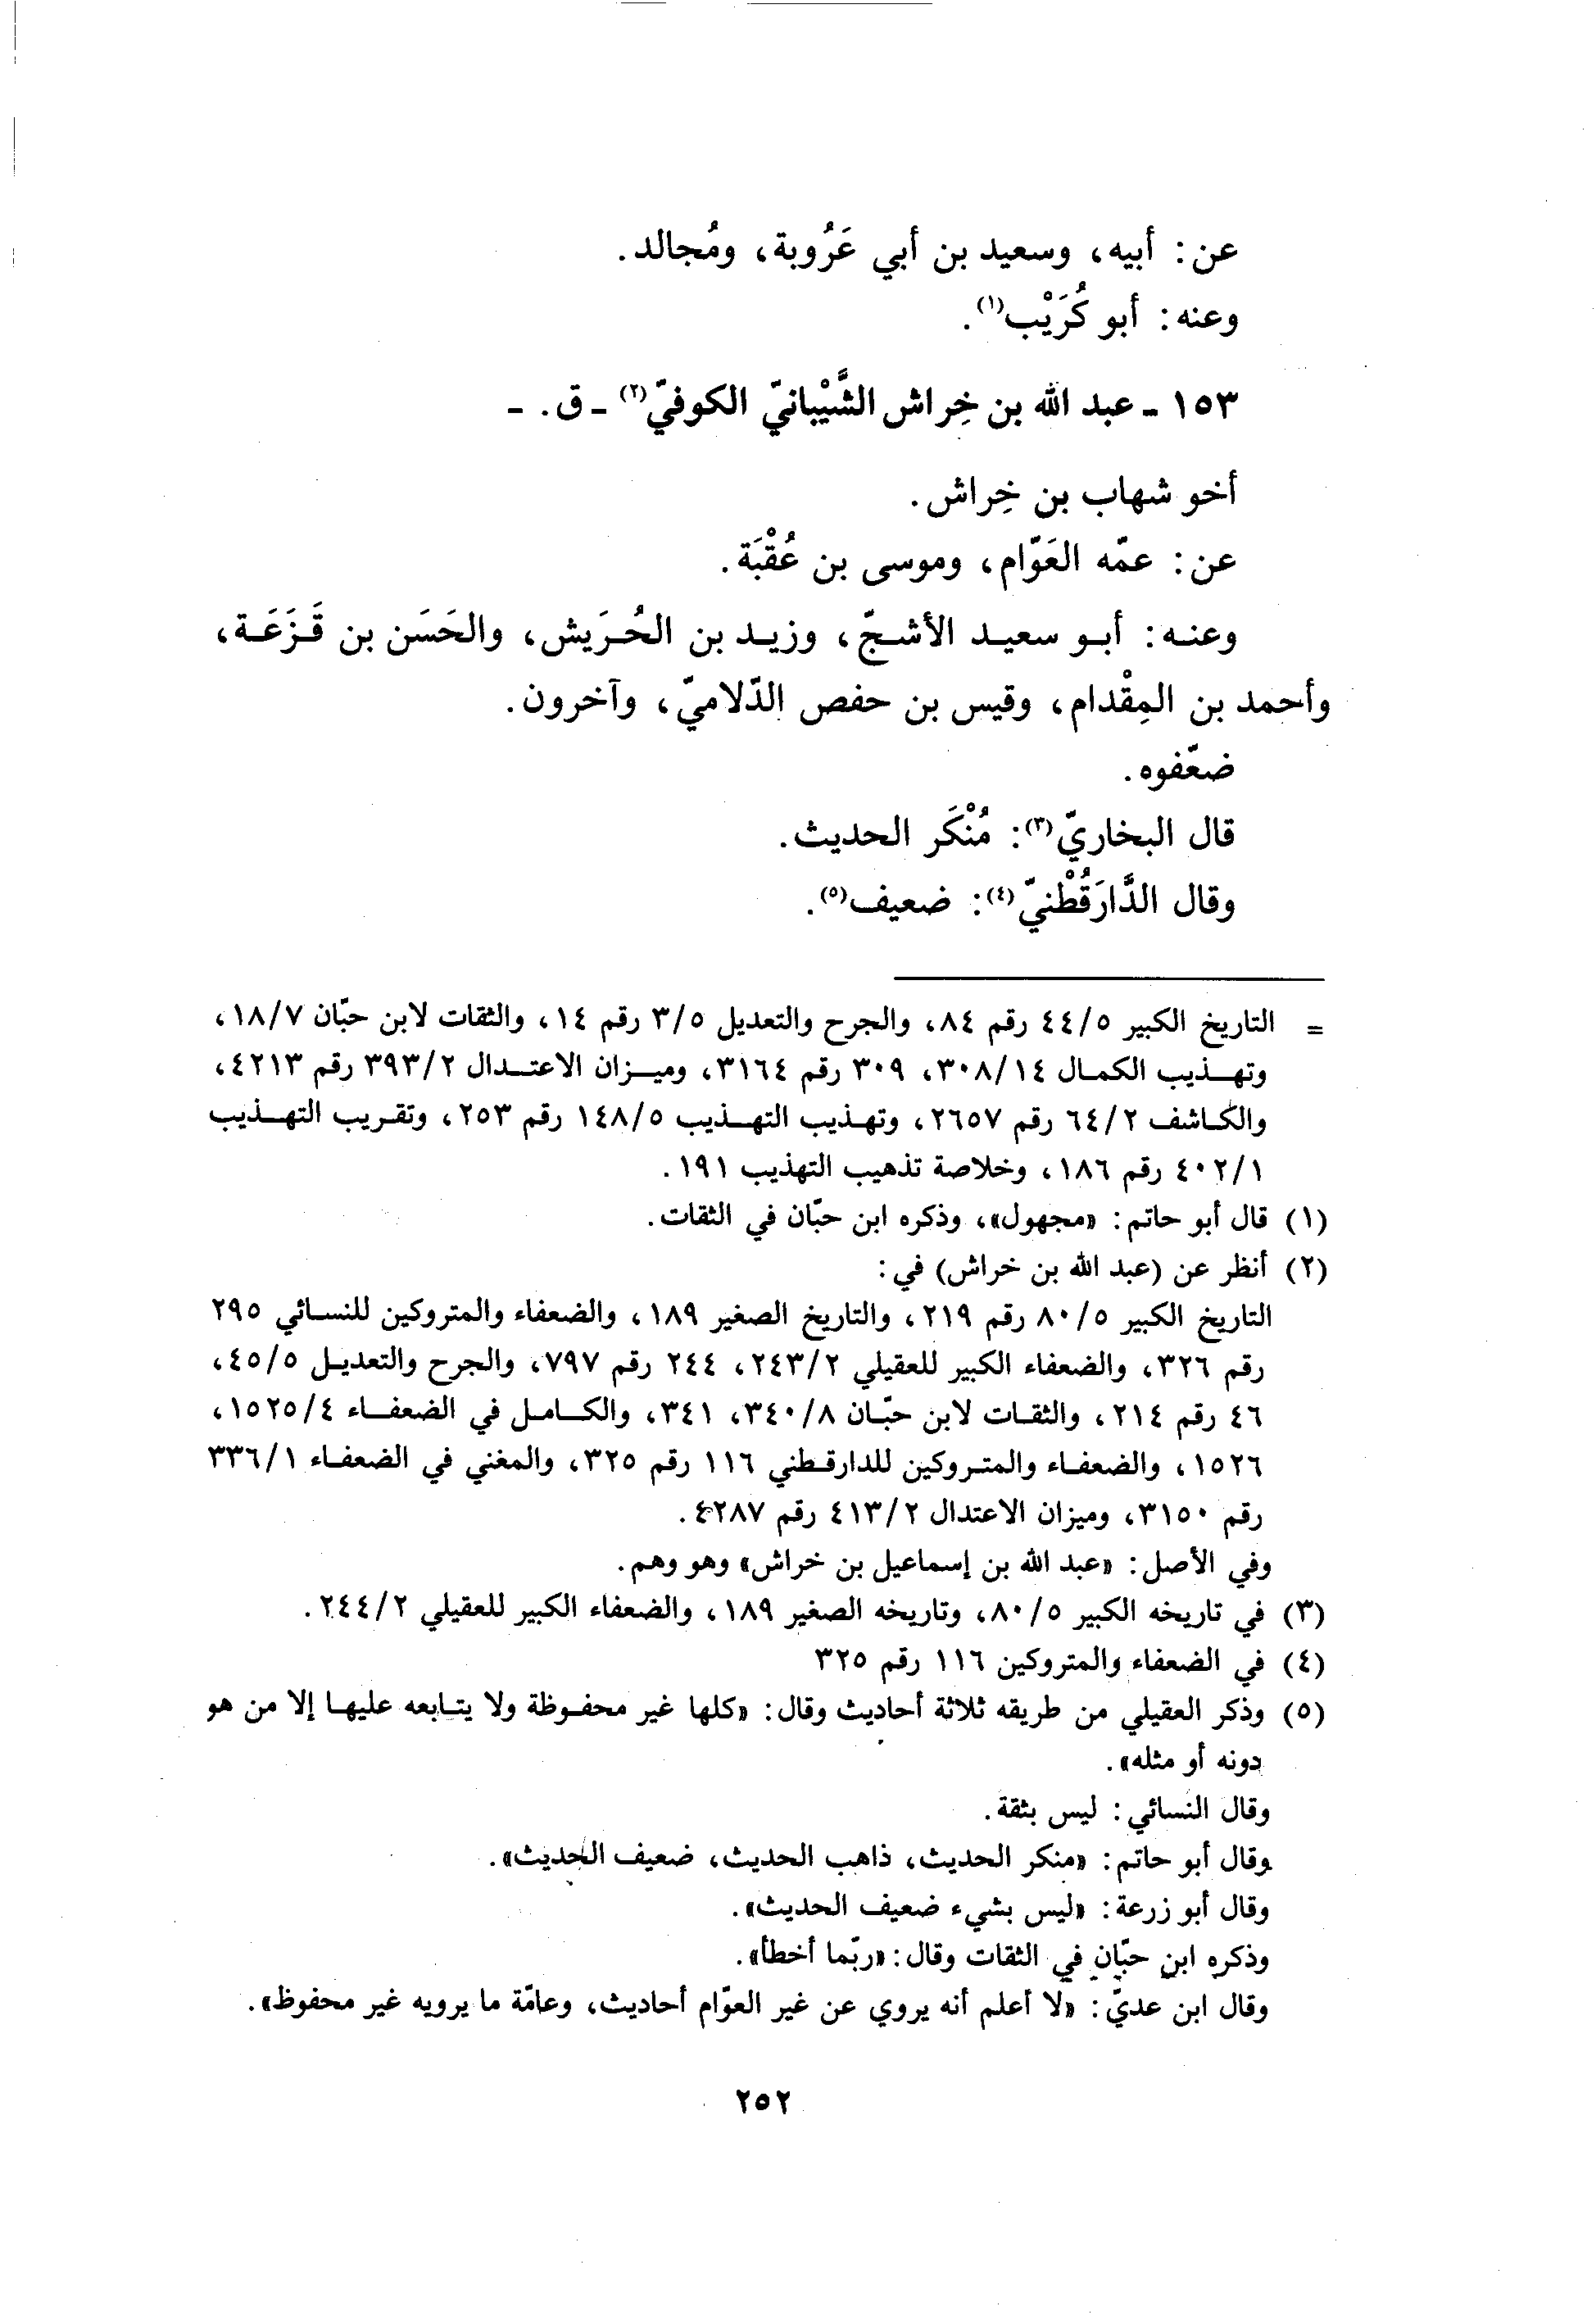 عن: أبيه، وسعيد بن أبي عَرُوبة، ومُجالد.
وعنه: أبو كُرَيْب(١).
١٥٣ ـ عبد الله بن خِراش الشَّيْبانيّ الكوفيّ(٢) ـ ق. ـ
أخو شهاب بن خِراش.
عن: عمّه العَوّام، وموسى بن عُقْبَة.
وعنه: أبو سعيد الأشجّ، وزيد بن الحُرَيش، والحَسَن بن قَزَعَة،
وأحمد بن المِقْدام، وقيس بن حفص الدّلاميّ، وآخرون.
ضعّفوه.
قال البخاريّ(٣): مُنْكَر الحديث.
وقال الدَّارَقُطْنيّ(٤): ضعيف(٥).
= التاريخ الكبير ٤٤/٥ رقم ٨٤، والجرح والتعديل ٣/٥ رقم ١٤، والثقات لابن حبّان ١٨/٧،
وتهذيب الكمال ٣٠٨/١٤، ٣٠٩ رقم ٣١٦٤، وميزان الاعتدال ٣٩٣/٢ رقم ٤٢١٣،
والكاشف ٦٤/٢ رقم ٢٦٥٧، وتهذيب التهذيب ١٤٨/٥ رقم ٢٥٣، وتقريب التهذيب
٤٠٢/١ رقم ١٨٦، وخلاصة تذهيب التهذيب ١٩١.
(١) قال أبو حاتم: «مجهول»، وذكره ابن حبّان في الثقات.
(٢) أنظر عن (عبد الله بن خراش) في:
التاريخ الكبير ٨٠/٥ رقم ٢١٩، والتاريخ الصغير ١٨٩، والضعفاء والمتروكين للنسائي ٢٩٥
رقم ٣٢٦، والضعفاء الكبير للعقيلي ٢٤٣/٢، ٢٤٤ رقم ٧٩٧، والجرح والتعديل ٤٥/٥،
٤٦ رقم ٢١٤، والثقات لابن حبّان ٣٤٠/٨، ٣٤١، والكامل في الضعفاء ١٥٢٥/٤،
١٥٢٦، والضعفاء والمتروكين للدارقطني ١١٦ رقم ٣٢٥، والمغني في الضعفاء ٣٣٦/١
رقم ٣١٥٠، وميزان الاعتدال ٤١٣/٢ رقم ٤٢٨٧.
وفي الأصل: «عبد الله بن إسماعيل بن خراش» وهو وهم.
(٣) في تاريخه الكبير ٨٠/٥، وتاريخه الصغير ١٨٩، والضعفاء الكبير للعقيلي ٢٤٤/٢.
(٤) في الضعفاء والمتروكين ١١٦ رقم ٣٢٥
(٥) وذكر العقيلي من طريقه ثلاثة أحاديث وقال: «كلها غير محفوظة ولا يتابعه عليها إلا من هو
دونه أو مثله».
وقال النسائي: ليس بثقة.
وقال أبو حاتم: «منكر الحديث، ذاهب الحديث، ضعيف الحديث».
وقال أبو زرعة: «ليس بشيء ضعيف الحديث».
وذكره ابن حبّان في الثقات وقال: «ربّما أخطأ».
وقال ابن عديّ: «لا أعلم أنه يروي عن غير العوّام أحاديث، وعامّة ما يرويه غير محفوظ».
٢٥٢